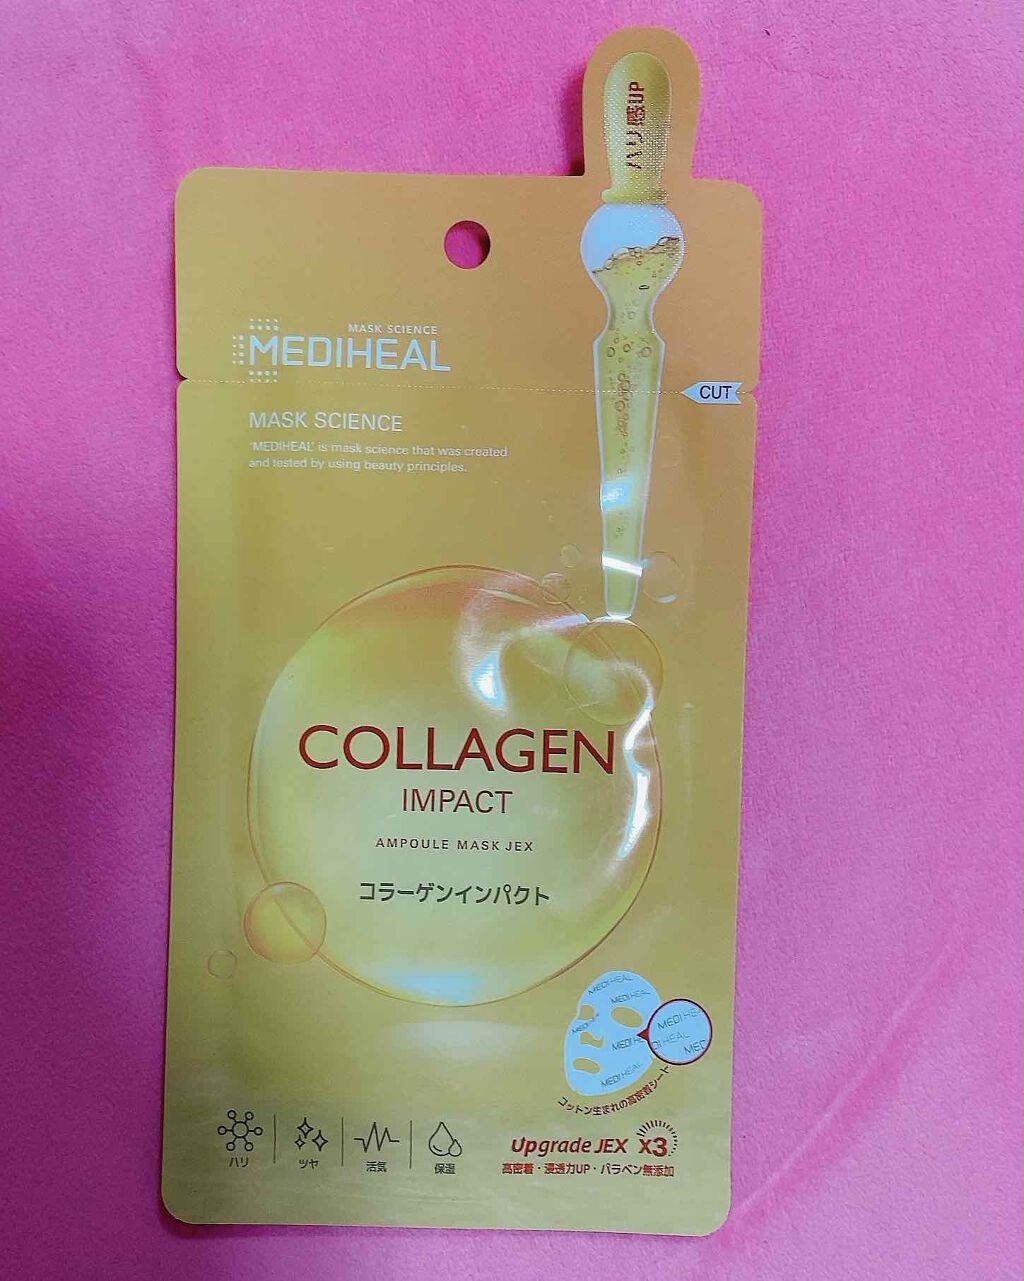 ハリ感UP
MASK SCIENCE
MEDIHEAL
CUT
MASK SCIENCE
'MEDIHEAL' is mask science that was created
and tested by using beauty principles.
COLLAGEN
IMPACT
AMPOULE MASK JEX
コラーゲンインパクト
MEDIHEAL
MEDIHEAL
MEDIHEAL
コットン生まれの高密着シート
ハリ
ツヤ
活気
保湿
Upgrade JEX x3
高密着・浸透力UP・パラベン無添加